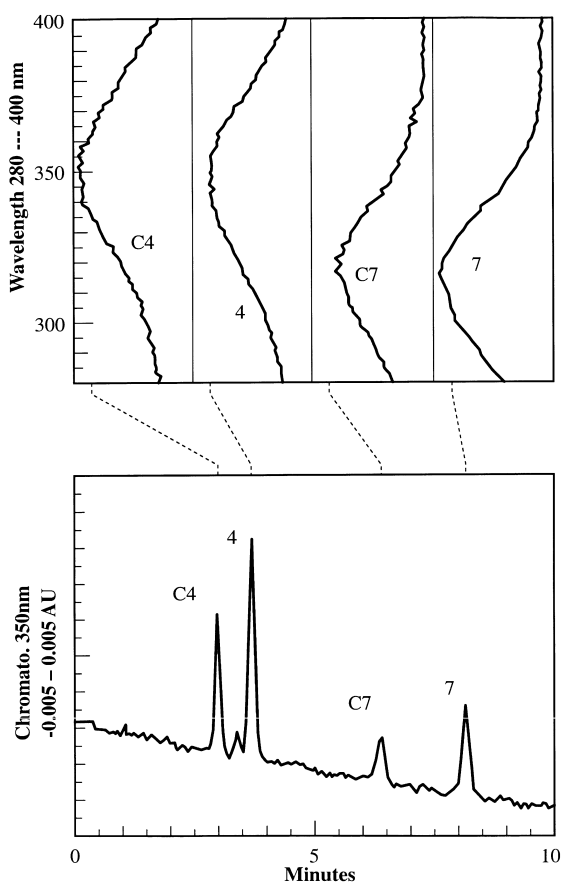 400
350
300
Wavelength 280 --- 400 nm
C4
4
C7
7
Chromato. 350nm
-0.005 – 0.005 AU
C4
4
C7
7
0
5
10
Minutes